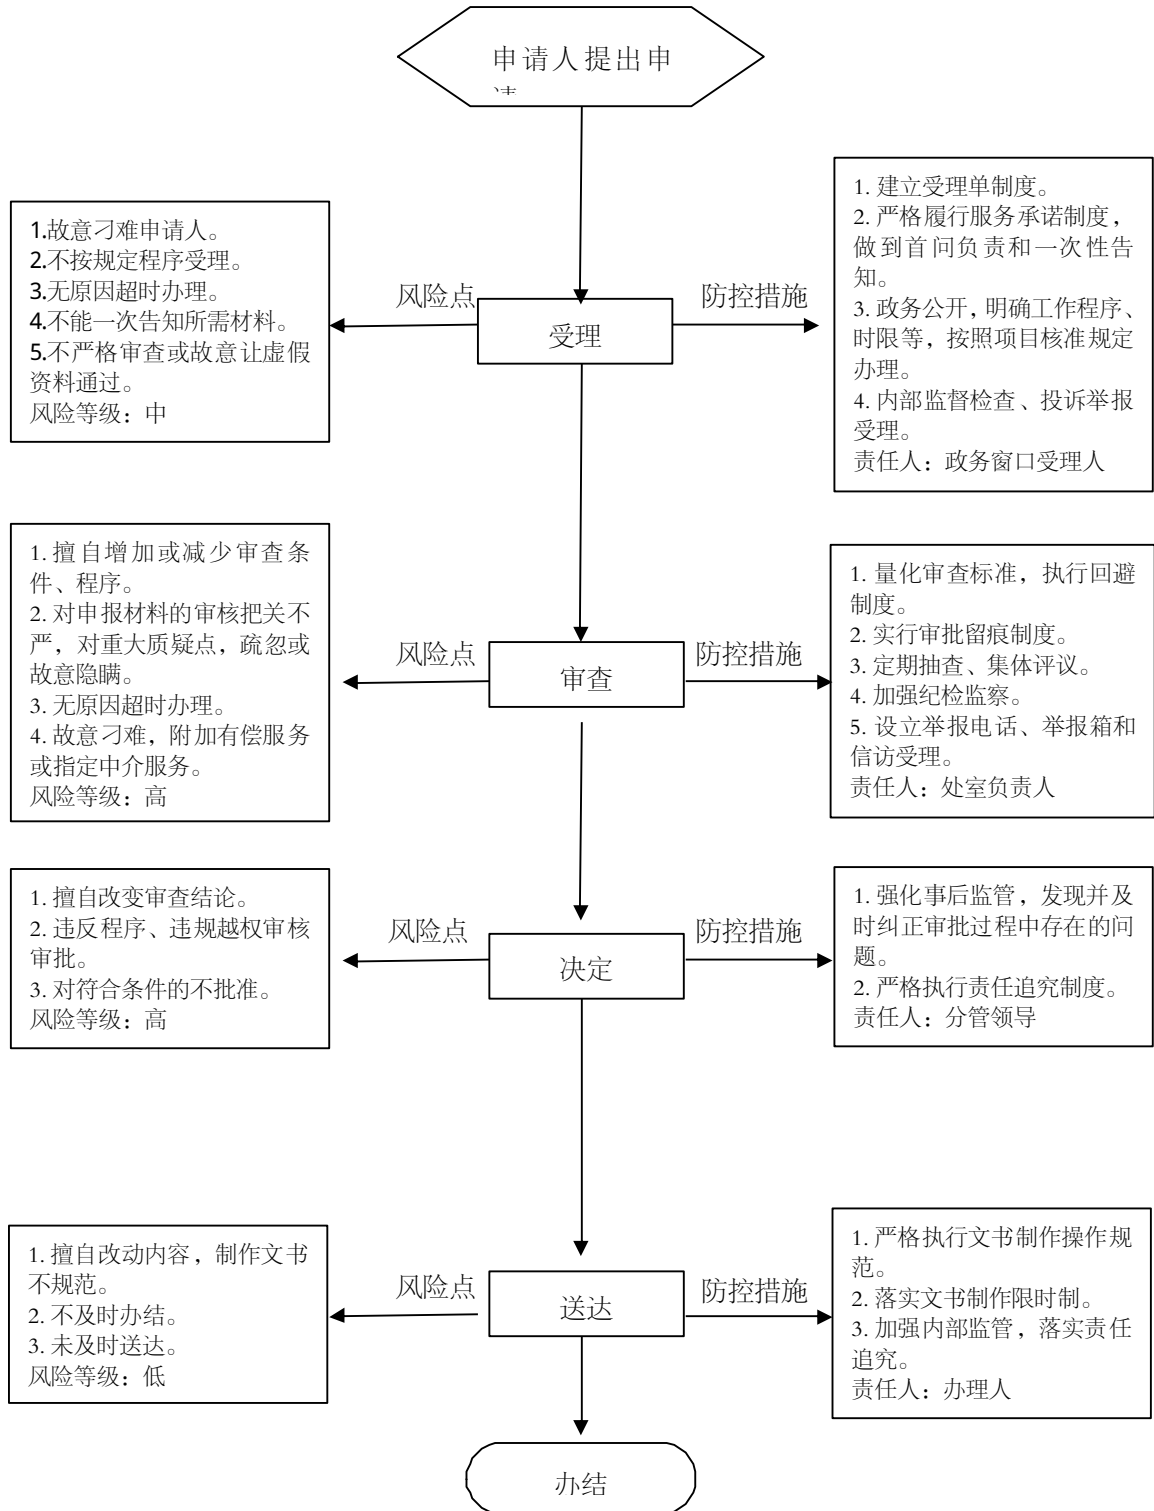 申请人提出申
1.故意刁难申请人。
2.不按规定程序受理。
3.无原因超时办理。
4.不能一次告知所需材料。
5.不严格审查或故意让虚假
资料通过。
风险等级：中
风险点
受理
防控措施
1. 建立受理单制度。
2. 严格履行服务承诺制度，
做到首问负责和一次性告
知。
3. 政务公开，明确工作程序、
时限等，按照项目核准规定
办理。
4. 内部监督检查、投诉举报
受理。
责任人：政务窗口受理人
1. 擅自增加或减少审查条
件、程序。
2. 对申报材料的审核把关不
严，对重大质疑点，疏忽或
故意隐瞒。
3. 无原因超时办理。
4. 故意刁难，附加有偿服务
或指定中介服务。
风险等级：高
风险点
审查
防控措施
1. 量化审查标准，执行回避
制度。
2. 实行审批留痕制度。
3. 定期抽查、集体评议。
4. 加强纪检监察。
5. 设立举报电话、举报箱和
信访受理。
责任人：处室负责人
1. 擅自改变审查结论。
2. 违反程序、违规越权审核
审批。
3. 对符合条件的不批准。
风险等级：高
风险点
决定
防控措施
1. 强化事后监管，发现并及
时纠正审批过程中存在的问
题。
2. 严格执行责任追究制度。
责任人：分管领导
1. 擅自改动内容，制作文书
不规范。
2. 不及时办结。
3. 未及时送达。
风险等级：低
风险点
送达
防控措施
1. 严格执行文书制作操作规
范。
2. 落实文书制作限时制。
3. 加强内部监管，落实责任
追究。
责任人：办理人
办结